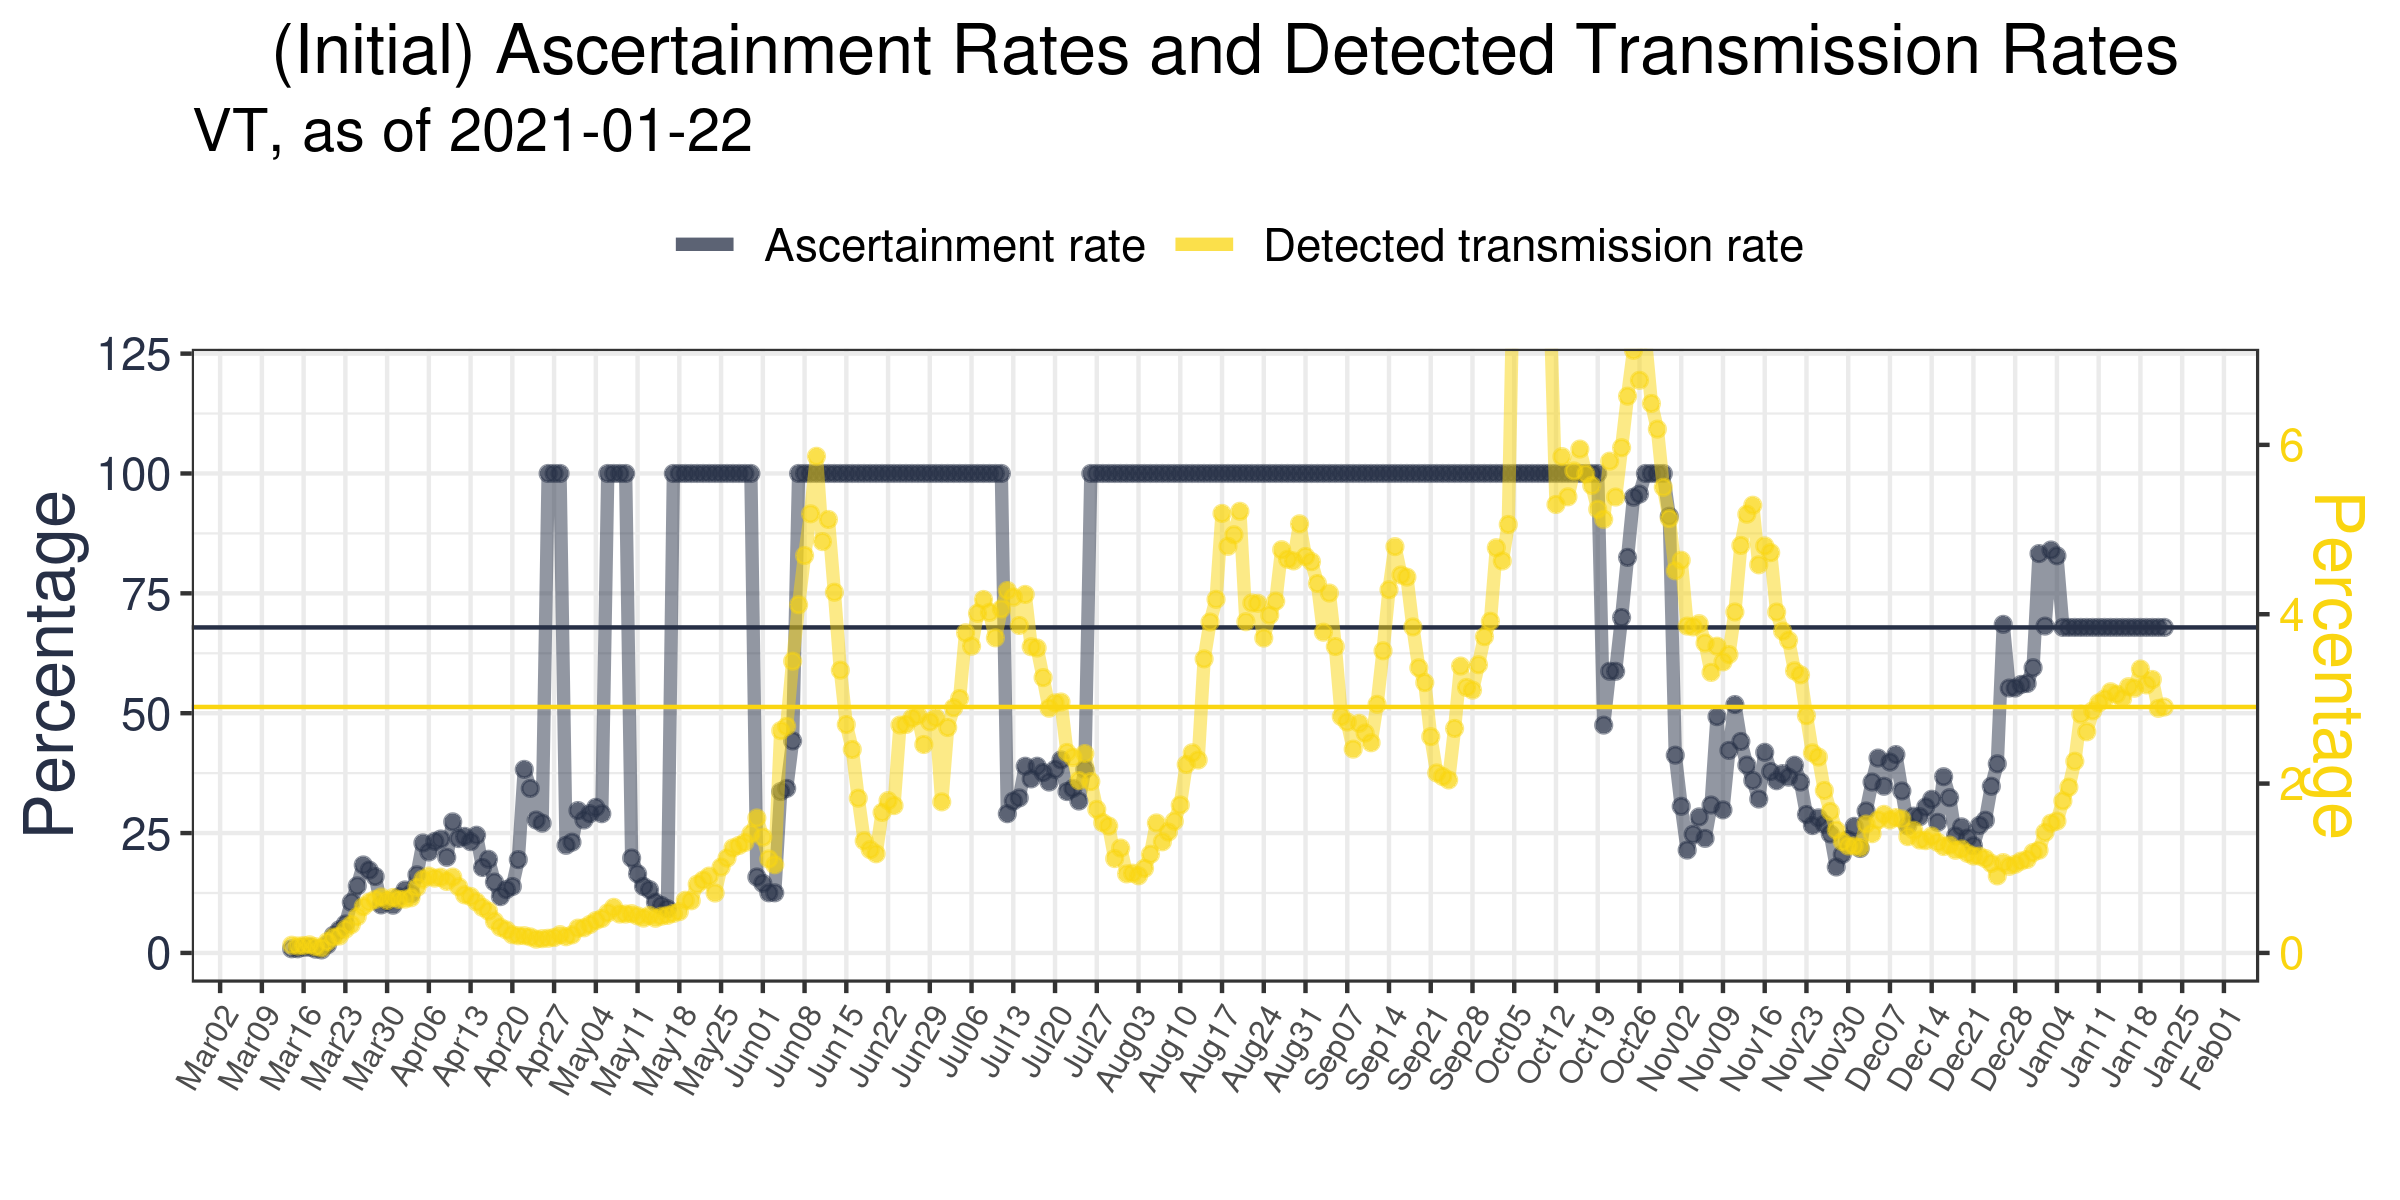 (Initial) Ascertainment Rates and Detected Transmission Rates
VT, as of 2021-01-22
Ascertainment rate
Detected transmission rate
Percentage
125
100
75
50
25
0
6
4
2
0
Percentage
Mar02
Mar09
Mar16
Mar23
Mar30
Apr06
Apr13
Apr20
Apr27
May04
May11
May18
May25
Jun01
Jun08
Jun15
Jun22
Jun29
Jul06
Jul13
Jul20
Jul27
Aug03
Aug10
Aug17
Aug24
Aug31
Sep07
Sep14
Sep21
Sep28
Oct05
Oct12
Oct19
Oct26
Nov02
Nov09
Nov16
Nov23
Nov30
Dec07
Dec14
Dec21
Dec28
Jan04
Jan11
Jan18
Jan25
Feb01